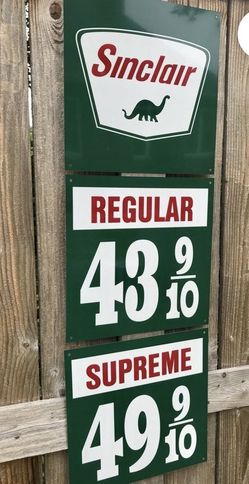 Sinclair
REGULAR
43 9/10
SUPREME
49 9/10